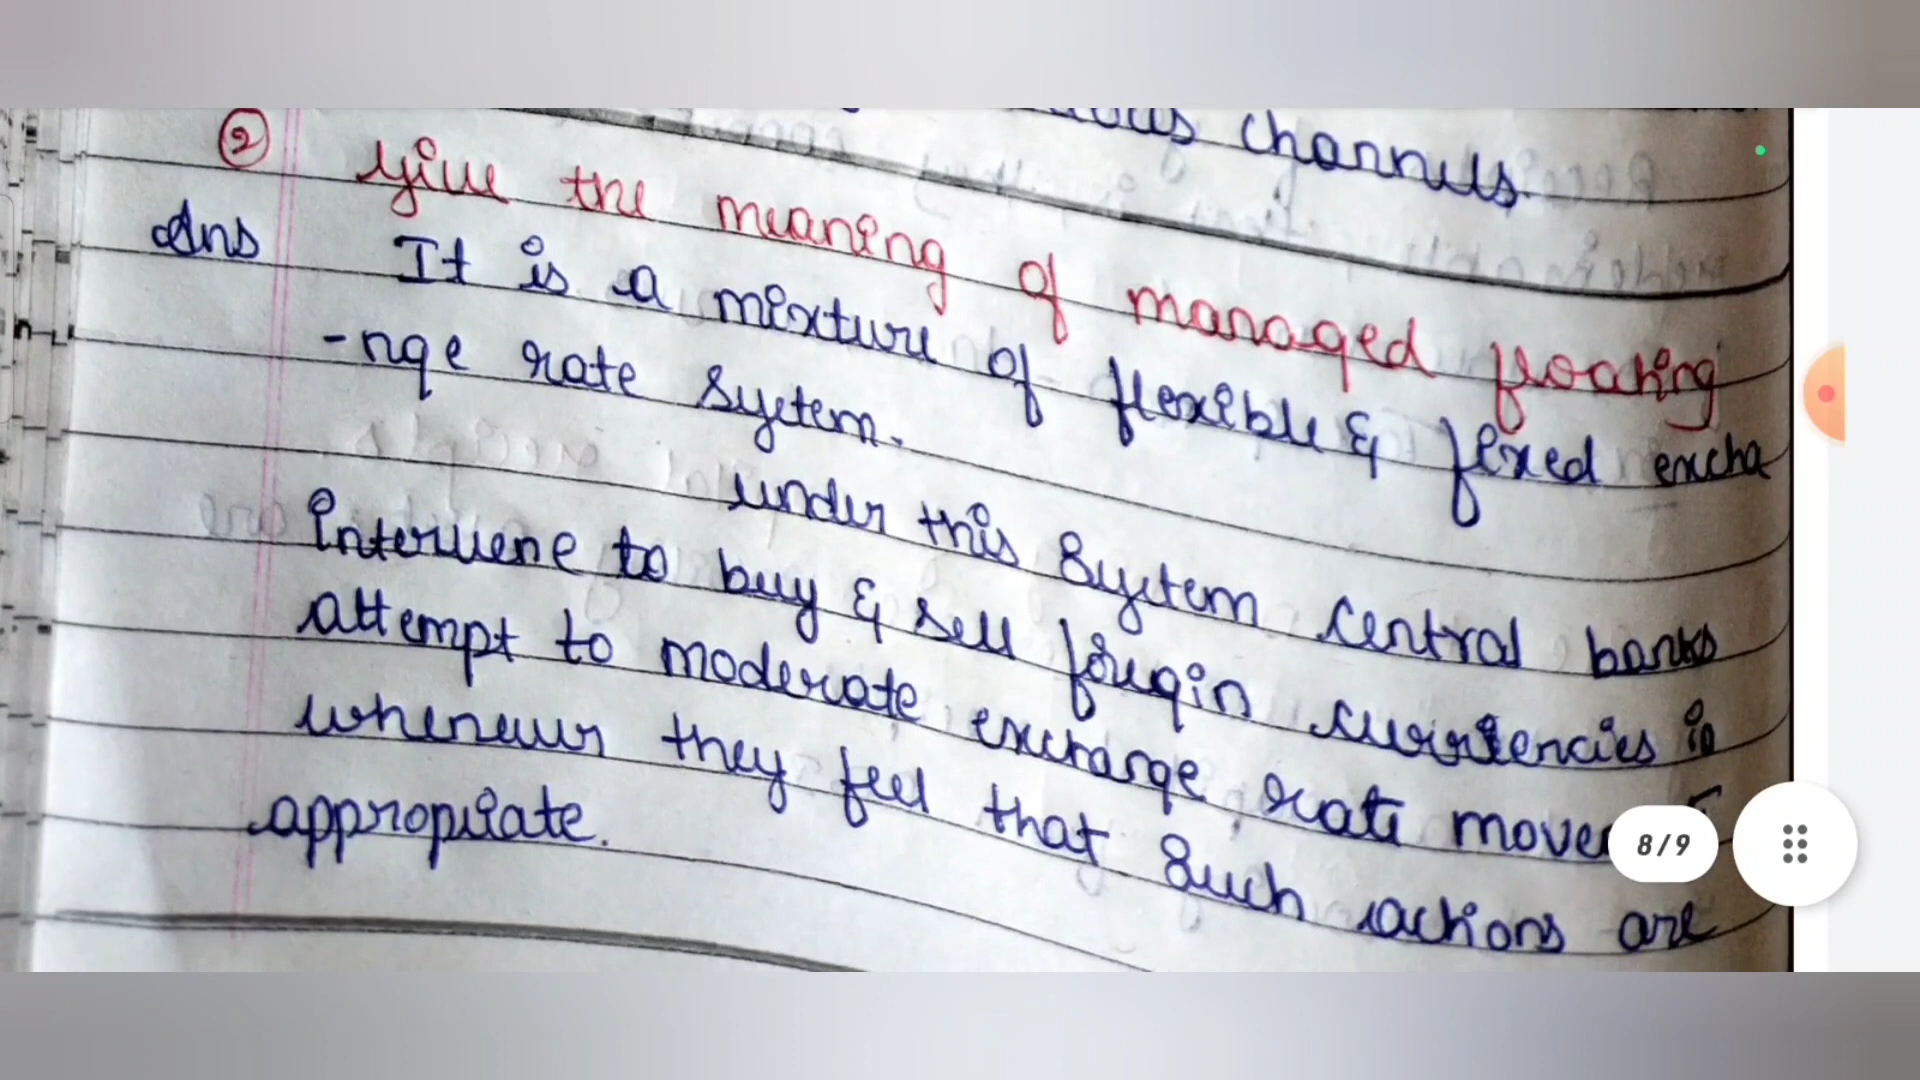 channels.
② Give the meaning of managed floating
Ans It is a mixture of flexible & fixed excha
-nge rate system.
under this system central banks
intervene to buy & sell foreign currencies in
attempt to moderate exchange rate
whenever they feel that such actions are
appropriate.
8/9